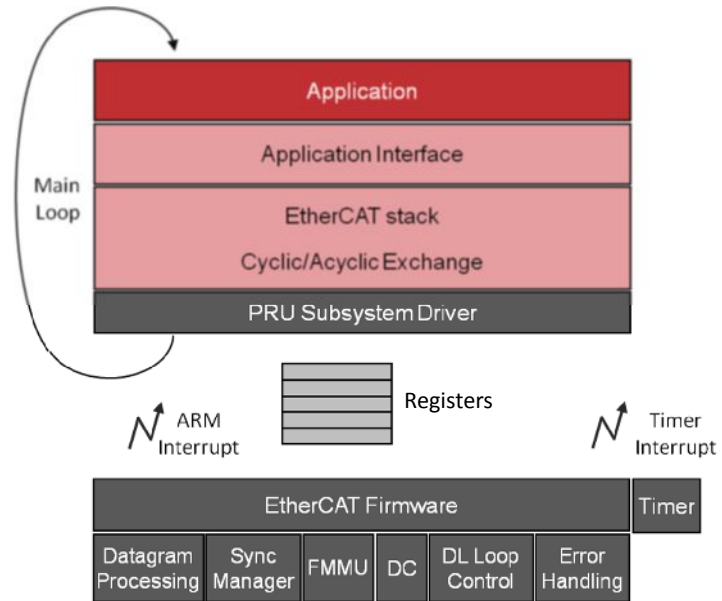 Application
Application Interface
Main
Loop
EtherCAT stack
Cyclic/Acyclic Exchange
PRU Subsystem Driver
Registers
ARM
Interrupt
Timer
Interrupt
EtherCAT Firmware
Timer
Datagram
Processing
Sync
Manager
FMMU
DC
DL Loop
Control
Error
Handling